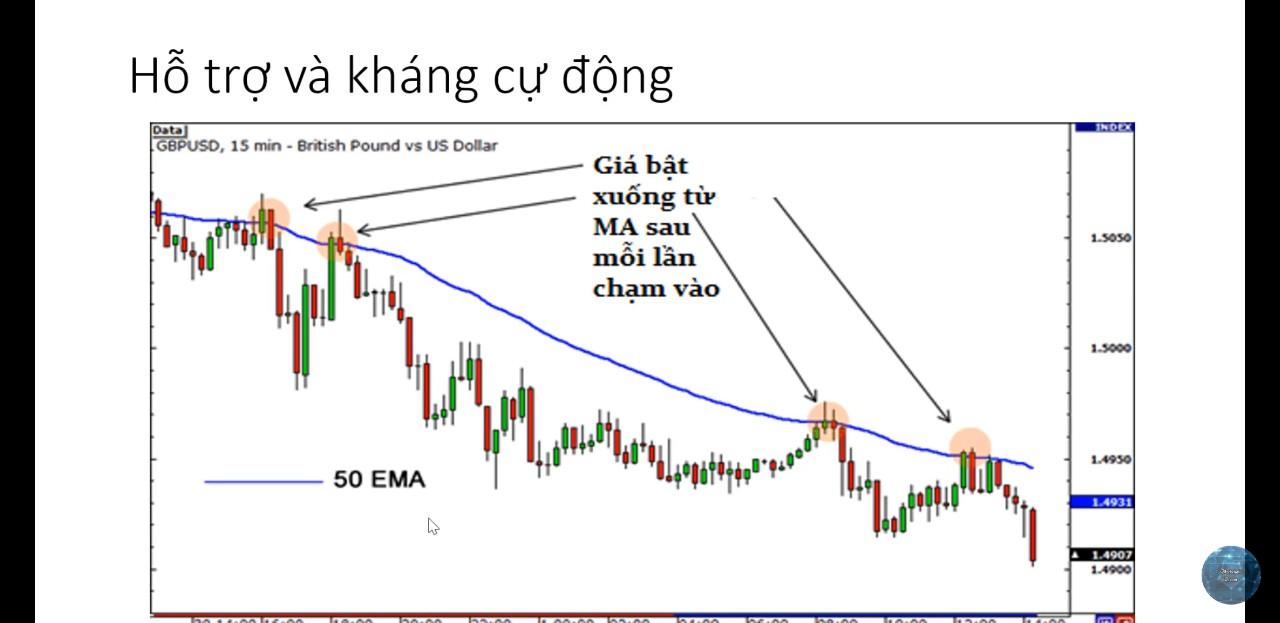 Hỗ trợ và kháng cự động
Data
INDEX
GBPUSD, 15 min - British Pound vs US Dollar
Giá bật
xuống từ
MA sau
mỗi lần
chạm vào
1.5050
1.5000
1.4950
50 EMA
1.4931
1.4907
1.4900